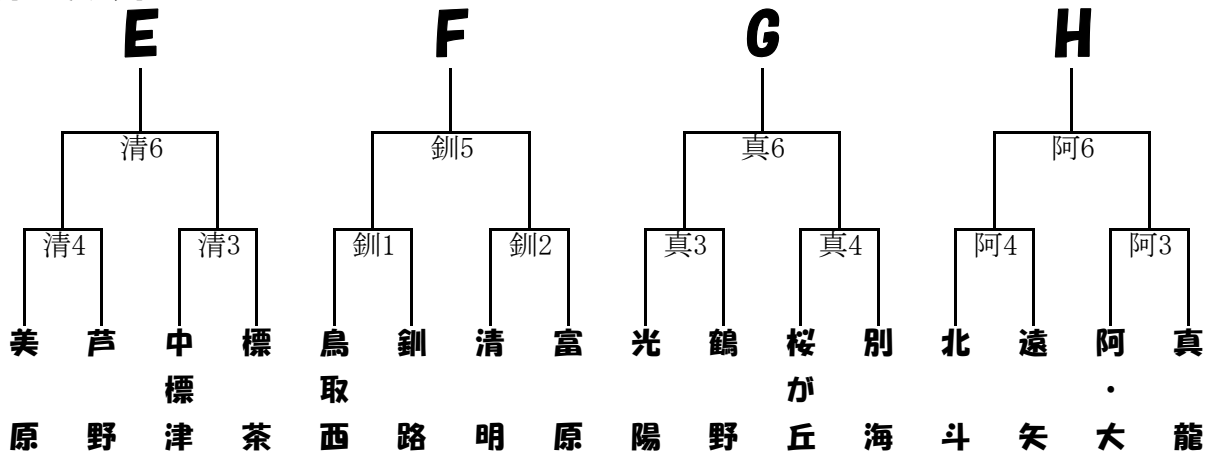 E F G H
清6 釧5 真6 阿6
清4 清3 釧1 釧2 真3 真4 阿4 阿3
美原
芦野
中標津
標茶
鳥取西
釧路
清明
富原
光陽
鶴野
桜が丘
別海
北斗
遠矢
阿・大
真龍